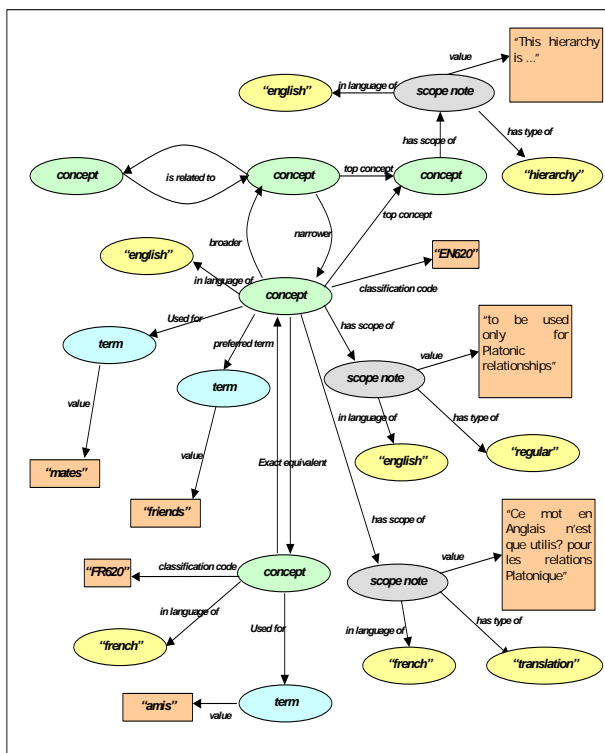 “This hierarchy
is ...”
value
“english”
in language of
scope note
has scope of
has type of
concept
is related to
concept
top concept
concept
“hierarchy”
broader
narrower
top concept
“english”
in language of
concept
“EN620”
classification code
Used for
preferred term
has scope of
“to be used
only for
Platonic
relationships”
term
term
value
scope note
value
value
in language of
has type of
“mates”
“friends”
“english”
“regular”
Exact equivalent
has scope of
“Ce mot en
Anglais n’est
que utilis? pour
les relations
Platonique”
“FR620”
classification code
concept
value
scope note
in language of
“french”
Used for
in language of
has type of
“french”
“translation”
“amis”
value
term